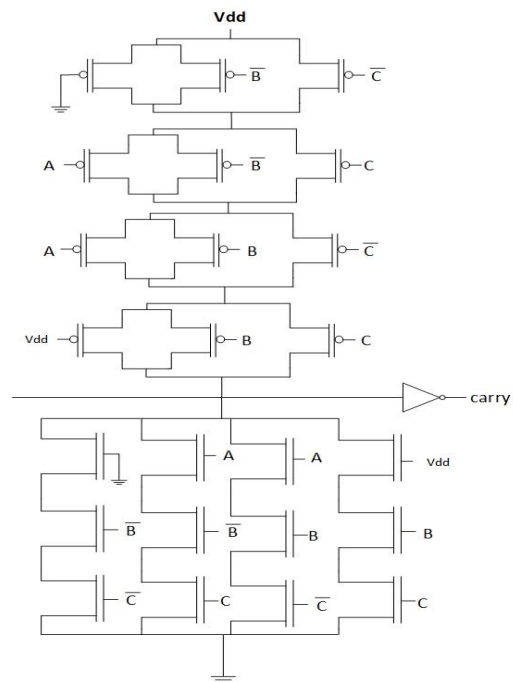 Vdd
B̅ C̅
A B̅ C
A B C̅
Vdd B C
carry
A A Vdd
B̅ B̅ B B
C̅ C C̅ C